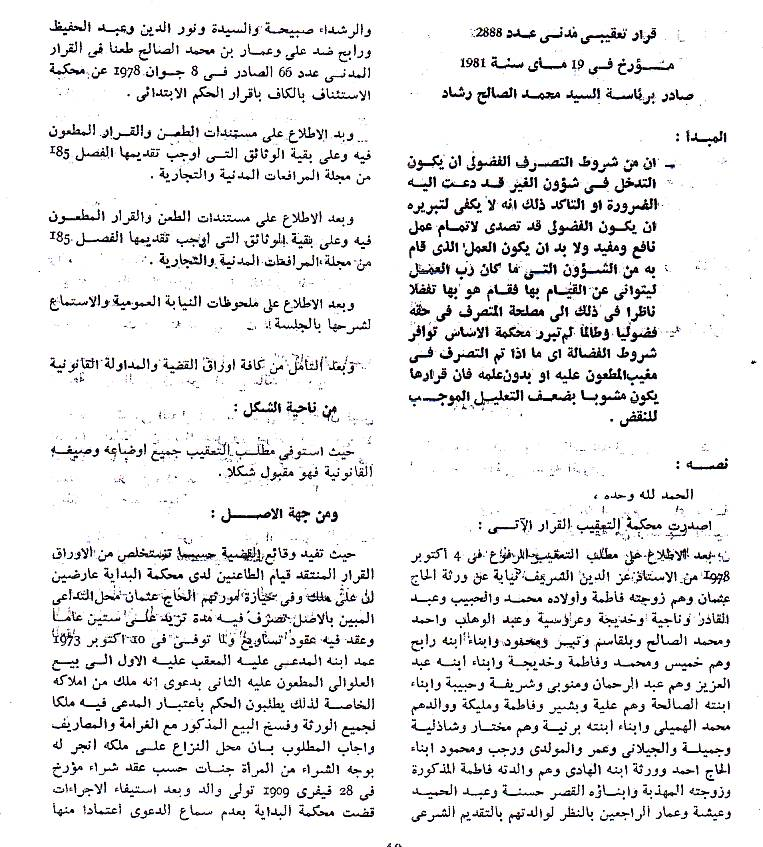 قرار تعقيبي مدني عدد 2888
مؤرخ في 19 ماي سنة 1981
صادر برئاسة السيد محمد الصالح رشاد
المبدأ :
ـ ان من شروط التصرف الفضولي ان يكون
التدخل في شؤون الغير قد دعت اليه
الضرورة او التاكد ذلك انه لا يكفي لتبريره
ان يكون الفضولي قد تصدى لاتمام عمل
نافع ومفيد ولا بد ان يكون العمل الذي قام
به من الشؤون التي ما كان رب العمل
ليتوانى عن القيام بها فقام هو بها تفضلا
ناظرا في ذلك الى مصلحة المتصرف في حقه
فضوليا وطالما لم تبرر محكمة الاساس توافر
شروط الفضالة اى ما اذا تم التصرف في
مغيب المطعون عليه او بدون علمه فان قرارها
يكون مشوبا بضعف التعليل الموجب
للنقض .
نصه :
الحمد لله وحده ،
اصدرت محكمة التعقيب القرار الآتي :
بعد الاطلاع على مطلب التعقيب المرفوع في 4 أكتوبر
1978 من الاستاذ عز الدين الشريف نيابة عن ورثة الحاج
عثمان وهم زوجته فاطمة وأولاده محمد والحبيب وعبد
القادر وناجية وخديجة وعروسية وعبد الوهاب واحمد
ومحمد الصالح وبلقاسم وتبر ومحمود وابناء ابنه رابح
وهم خميس ومحمد وفاطمة وخديجة وابناء ابنه عبد
العزيز وهم عبد الرحمان ومنوبي وشريفة وحبيبة وابناء
ابنته الصالحة وهم علية وبشير وفاطمة ومليكة ووالدهم
محمد الهميلي وابناء ابنته برنية وهم مختار وشاذلية
وجميلة والجيلاني وعمر والمولدى ورجب ومحمود ابناء
الحاج احمد وورثة ابنه الهادى وهم والدته فاطمة المذكورة
وزوجته المهذبة وابناؤه القصر حسنة وعبد الحميد
وعيشة وعمار الراجعين بالنظر لوالدتهم بالتقديم الشرعي
والرشداء صبيحة والسيدة ونور الدين وعبد الحفيظ
ورابح ضد علي وعمار بن محمد الصالح طعنا في القرار
المدني عدد 66 الصادر في 8 جوان 1978 عن محكمة
الاستئناف بالكاف باقرار الحكم الابتدائي .
وبد الاطلاع على مستندات الطعن والقرار المطعون
فيه وعلى بقية الوثائق التي اوجب تقديمها الفصل 185
من مجلة المرافعات المدنية والتجارية .
وبعد الاطلاع على مستندات الطعن والقرار المطعون
فيه وعلى بقية الوثائق التي اوجب تقديمها الفصل 185
من مجلة المرافعات المدنية والتجارية .
وبعد الاطلاع على ملحوظات النيابة العمومية والاستماع
لشرحها بالجلسة .
وبعد التأمل من كافة اوراق القضية والمداولة القانونية
من ناحية الشكل :
حيث استوفى مطلب التعقيب جميع اوضاعه وصيغه
القانونية فهو مقبول شكلا .
ومن جهة الاصل :
حيث تفيد وقائع القضية حسبما تستخلص من الاوراق
القرار المنتقد قيام الطاعنين لدى محكمة البداية عارضين
ان على ملك وفي حيازة مورثهم الحاج عثمان محل التداعي
المبين بالاصل تصرف فيه مدة تزيد على ستين عاما
وعقد فيه عقود تساويغ ولما توفي في 10 اكتوبر 1973
عمد ابنه المدعي عليه المعقب عليه الاول الى بيع
العلوالي المطعون عليه الثاني بدعوى انه ملك من املاكه
الخاصة لذلك يطلبون الحكم باعتبار المدعى فيه ملكا
لجميع الورثة وفسخ البيع المذكور مع الغرامة والمصاريف
واجاب المطلوب بان محل النزاع على ملكه انجر له
بوجه الشراء من المرأة جنات حسب عقد شراء مؤرخ
في 28 فيفرى 1909 تولى والد وبعد استيفاء الاجراءات
قضت محكمة البداية بعدم سماع الدعوى اعتمادا منها